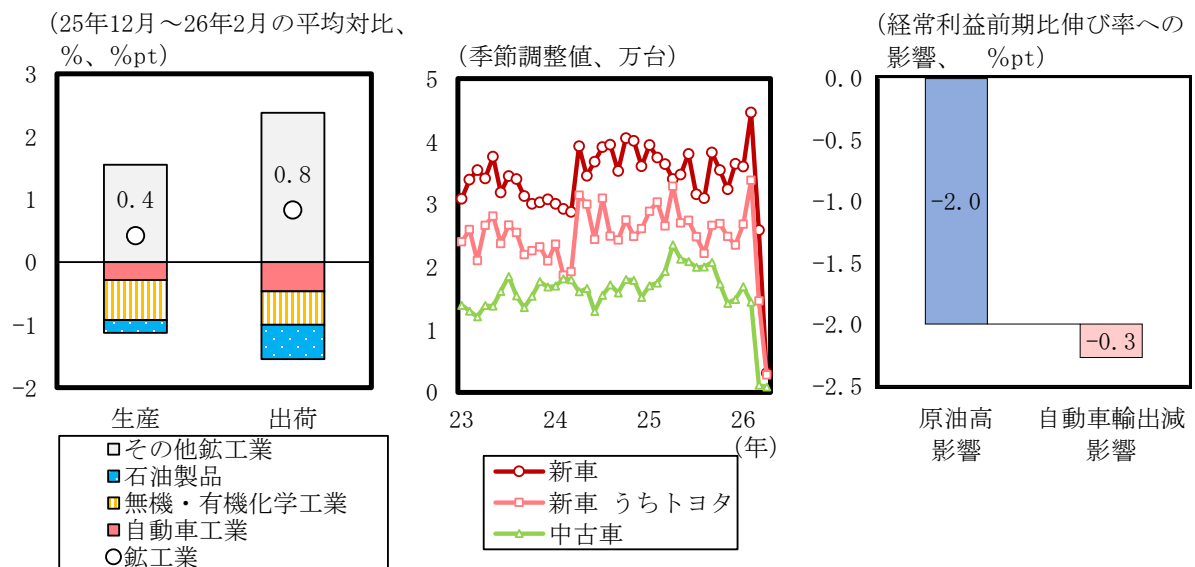 (25年12月～26年2月の平均対比、
%、%pt)
3
2
1
0
-1
-2
0.4
0.8
生産
出荷
その他鉱工業
石油製品
無機・有機化学工業
自動車工業
鉱工業
(季節調整値、万台)
5
4
3
2
1
0
23
24
25
26
(年)
新車
新車 うちトヨタ
中古車
(経常利益前期比伸び率への
影響、 %pt)
0.0
-0.5
-1.0
-1.5
-2.0
-2.5
-2.0
-0.3
原油高
影響
自動車輸出減
影響